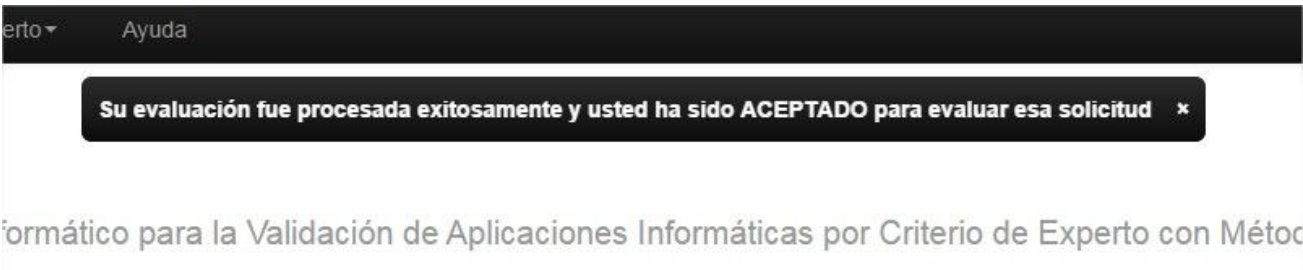 erto Ayuda
Su evaluación fue procesada exitosamente y usted ha sido ACEPTADO para evaluar esa solicitud ×
formático para la Validación de Aplicaciones Informáticas por Criterio de Experto con Métod